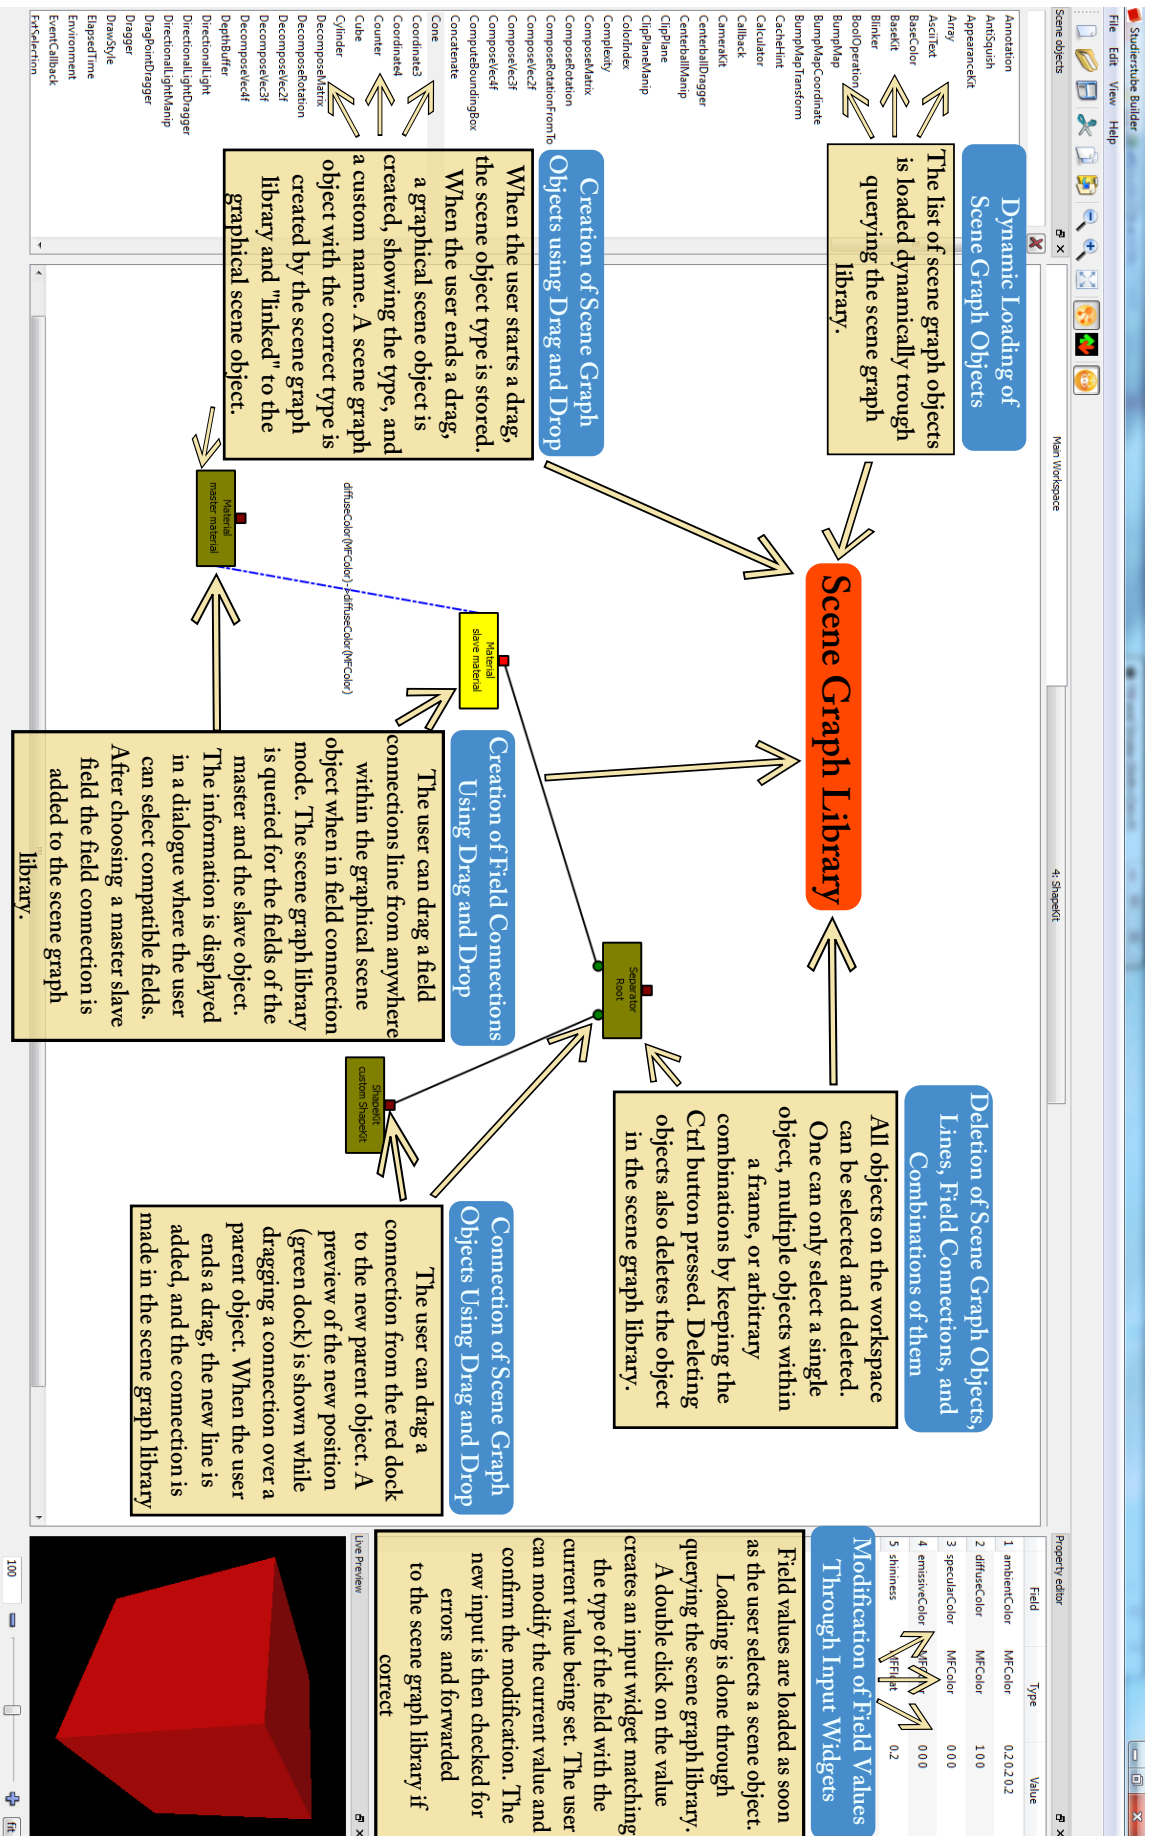 Studierstube Builder
File Edit View Help
Scene objects
Annotation
AntiSquish
AppearanceKit
Array
AsciiText
BaseColor
BaseKit
Blinker
BoolOperation
BumpMap
BumpMapCoordinate
BumpMapTransform
CacheHint
Calculator
Callback
CameraKit
CenterballDragger
CenterballManip
ClipPlane
ClipPlaneManip
ColorIndex
Complexity
ComposeMatrix
ComposeRotation
ComposeRotationFromTo
ComposeVec2f
ComposeVec3f
ComposeVec4f
ComputeBoundingBox
Concatenate
Cone
Coordinate3
Coordinate4
Counter
Cube
Cylinder
DecomposeMatrix
DecomposeRotation
DecomposeVec2f
DecomposeVec3f
DecomposeVec4f
DepthBuffer
DirectionalLight
DirectionalLightDragger
DirectionalLightManip
DragPointDragger
Dragger
DrawStyle
ElapsedTime
Environment
EventCallback
ExtSelection
Main Workspace
4: ShapeKit
Dynamic Loading of
Scene Graph Objects
The list of scene graph objects
is loaded dynamically trough
querying the scene graph
library.
Creation of Scene Graph
Objects using Drag and Drop
When the user starts a drag,
the scene object type is stored.
When the user ends a drag,
a graphical scene object is
created, showing the type, and
a custom name. A scene graph
object with the correct type is
created by the scene graph
library and "linked" to the
graphical scene object.
Scene Graph Library
Material
master material
diffuseColor(MFColor)->diffuseColor(MFColor)
Material
slave material
Separator
Root
ShapeKit
custom ShapeKit
Creation of Field Connections
Using Drag and Drop
The user can drag a field
connections line from anywhere
within the graphical scene
object when in field connection
mode. The scene graph library
is queried for the fields of the
master and the slave object.
The information is displayed
in a dialogue where the user
can select compatible fields.
After choosing a master slave
field the field connection is
added to the scene graph
library.
Deletion of Scene Graph Objects,
Lines, Field Connections, and
Combinations of them
All objects on the workspace
can be selected and deleted.
One can only select a single
object, multiple objects within
a frame, or arbitrary
combinations by keeping the
Ctrl button pressed. Deleting
objects also deletes the object
in the scene graph library.
Connection of Scene Graph
Objects Using Drag and Drop
The user can drag a
connection from the red dock
to the new parent object. A
preview of the new position
(green dock) is shown while
dragging a connection over a
parent object. When the user
ends a drag, the new line is
added, and the connection is
made in the scene graph library
Property editor
Field Type Value
1 ambientColor MFColor 0.2 0.2 0.2
2 diffuseColor MFColor 1 0 0
3 specularColor MFColor 0 0 0
4 emissiveColor MFColor 0 0 0
5 shininess MFFloat 0.2
Modification of Field Values
Through Input Widgets
Field values are loaded as soon
as the user selects a scene object.
Loading is done through
querying the scene graph library.
A double click on the value
creates an input widget matching
the type of the field with the
current value being set. The user
can modify the current value and
confirm the modification. The
new input is then checked for
errors and forwarded
to the scene graph library if
correct
Live Preview
100
fit